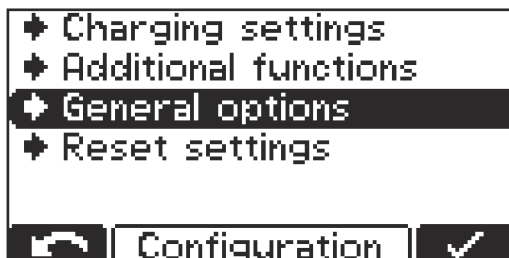 Charging settings
Additional functions
General options
Reset settings
Configuration